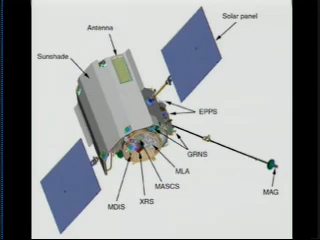 Solar panel
Antenna
Sunshade
EPPS
GRNS
MLA
MASCS
XRS
MDIS
MAG